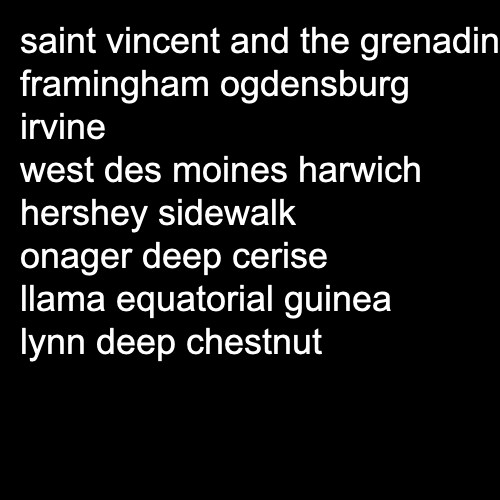 saint vincent and the grenadin
framingham ogdensburg
irvine
west des moines harwich
hershey sidewalk
onager deep cerise
llama equatorial guinea
lynn deep chestnut